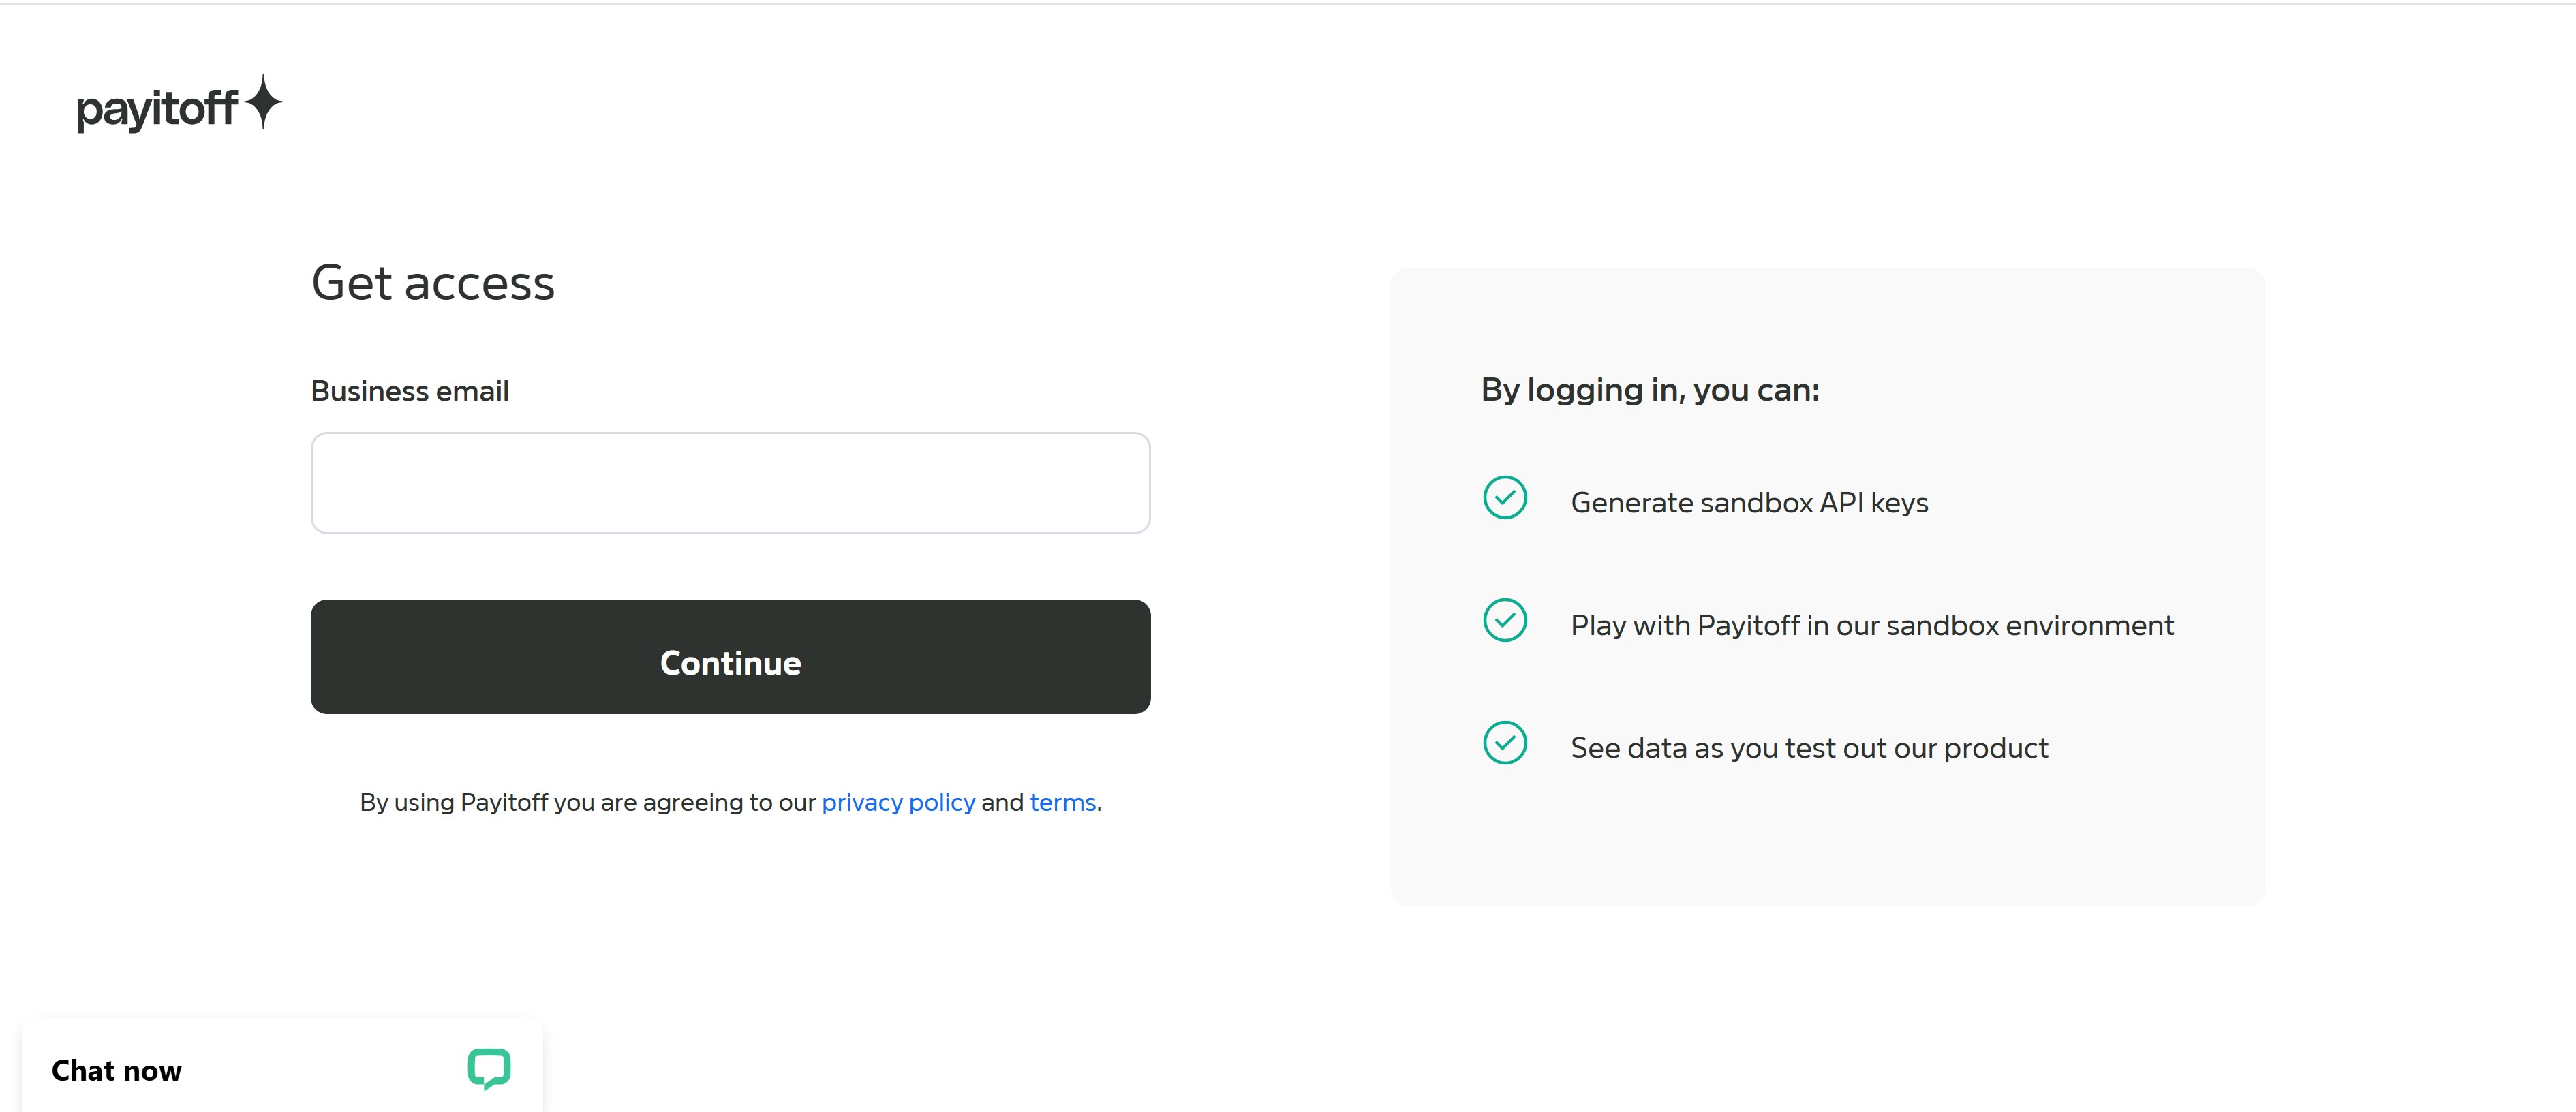 payitoff
Get access
Business email
Continue
By using Payitoff you are agreeing to our privacy policy and terms.
By logging in, you can:
Generate sandbox API keys
Play with Payitoff in our sandbox environment
See data as you test out our product
Chat now